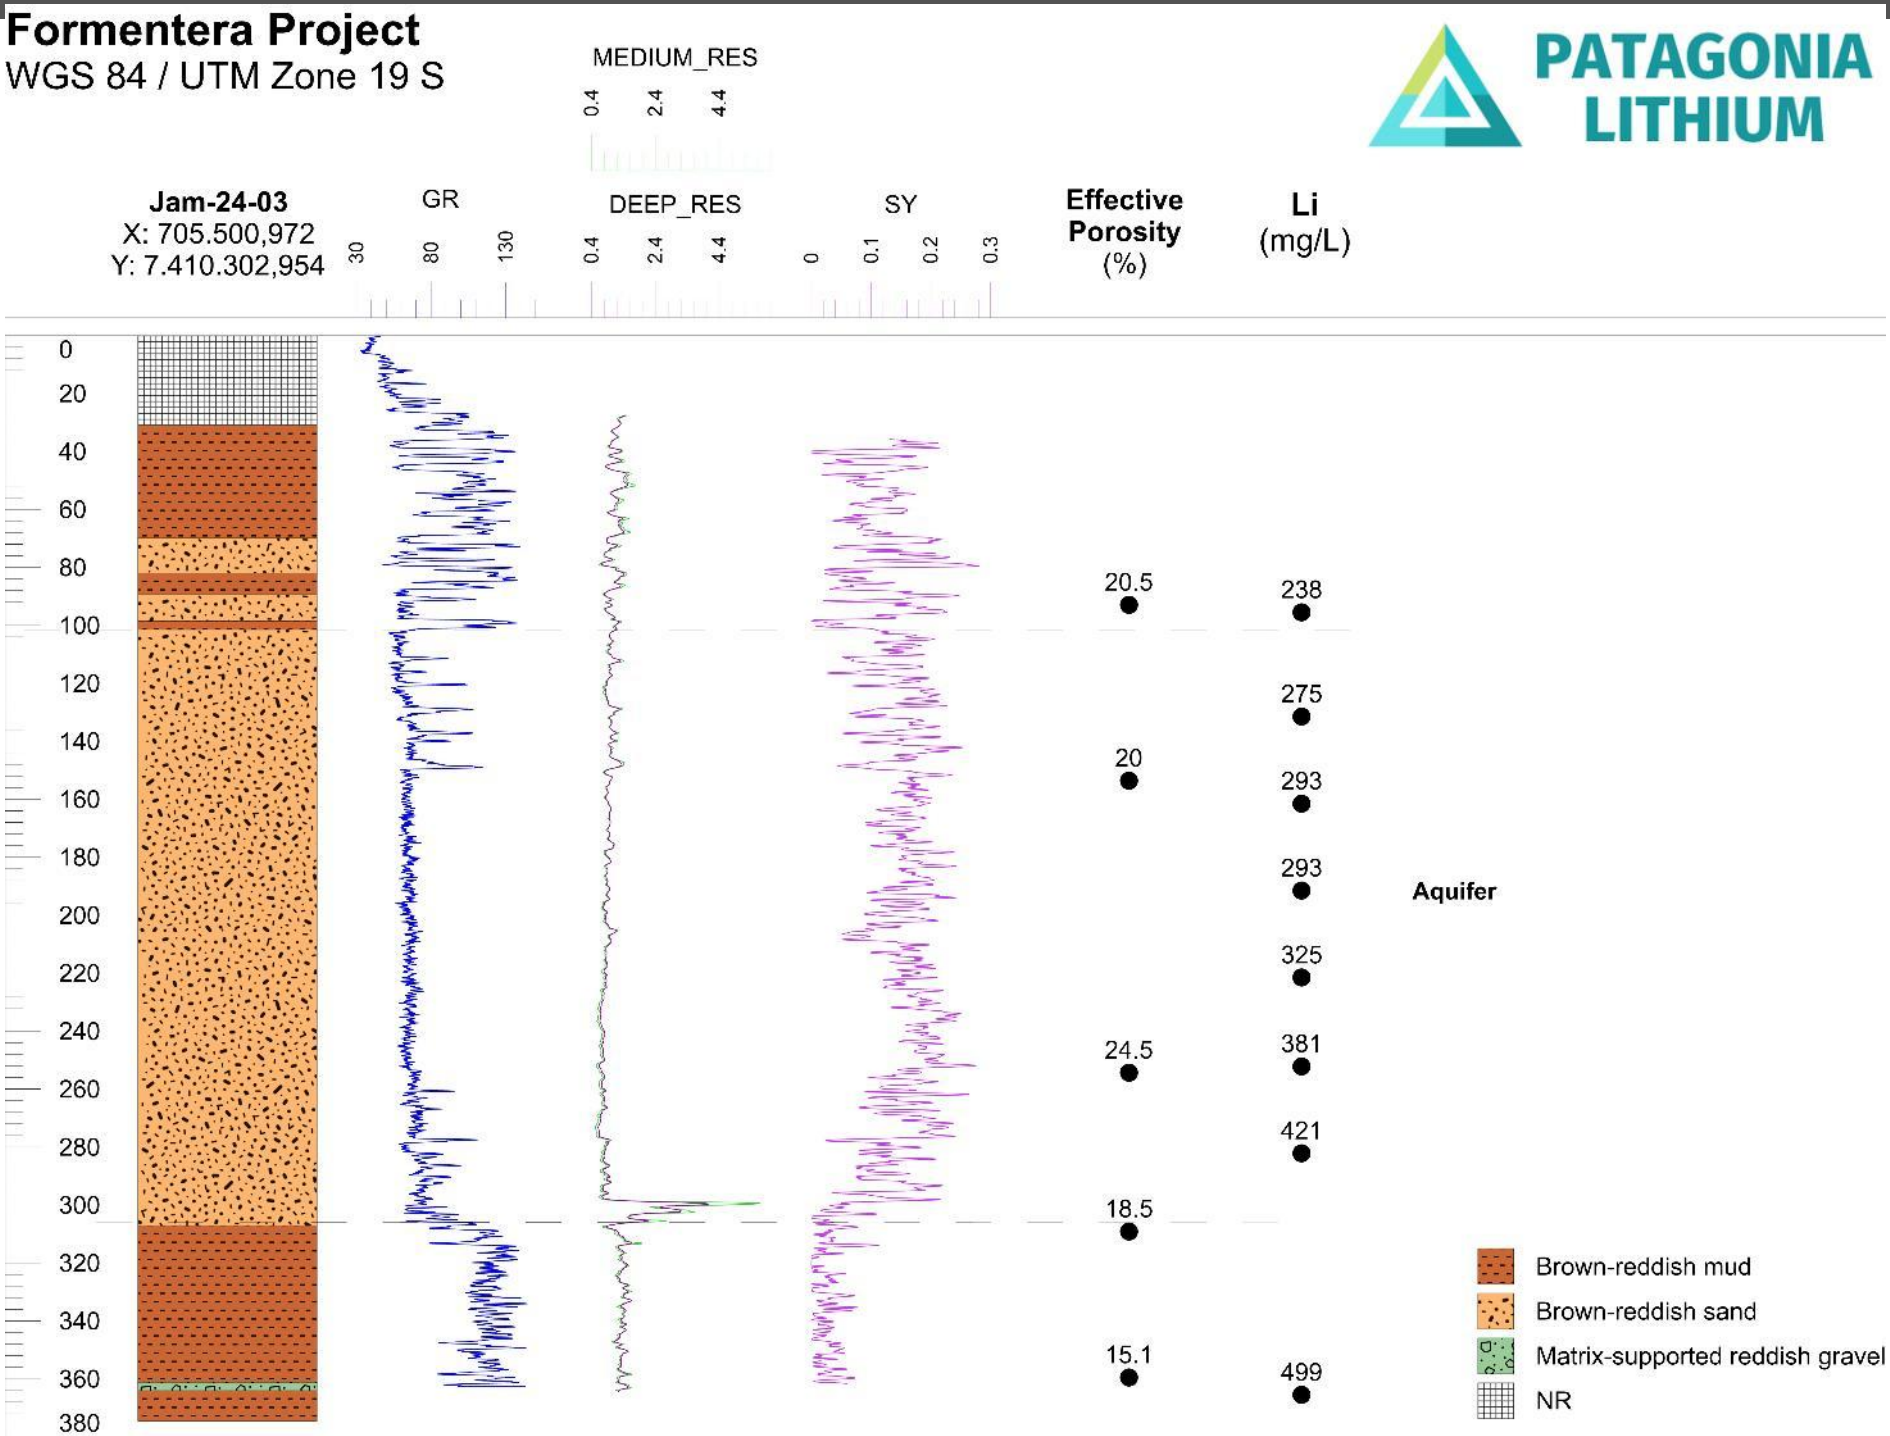 Formentera Project
WGS 84 / UTM Zone 19 S
PATAGONIA
LITHIUM
MEDIUM_RES
0.4 2.4 4.4
Jam-24-03
X: 705.500,972
Y: 7.410.302,954
GR
30 80 130
DEEP_RES
0.4 2.4 4.4
SY
0 0.1 0.2 0.3
Effective
Porosity
(%)
Li
(mg/L)
0
20
40
60
80
20.5 238
100
120
275
140
20
293
160
180
293
Aquifer
200
325
220
240
381
24.5
260
421
280
300
18.5
320
340
15.1
360
499
380
Brown-reddish mud
Brown-reddish sand
Matrix-supported reddish gravel
NR